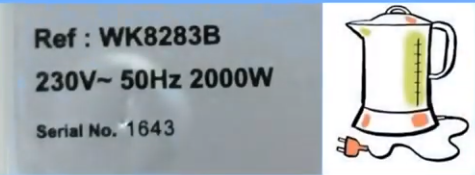 Ref : WK8283B
230V~ 50Hz 2000W
Serial No. 1643